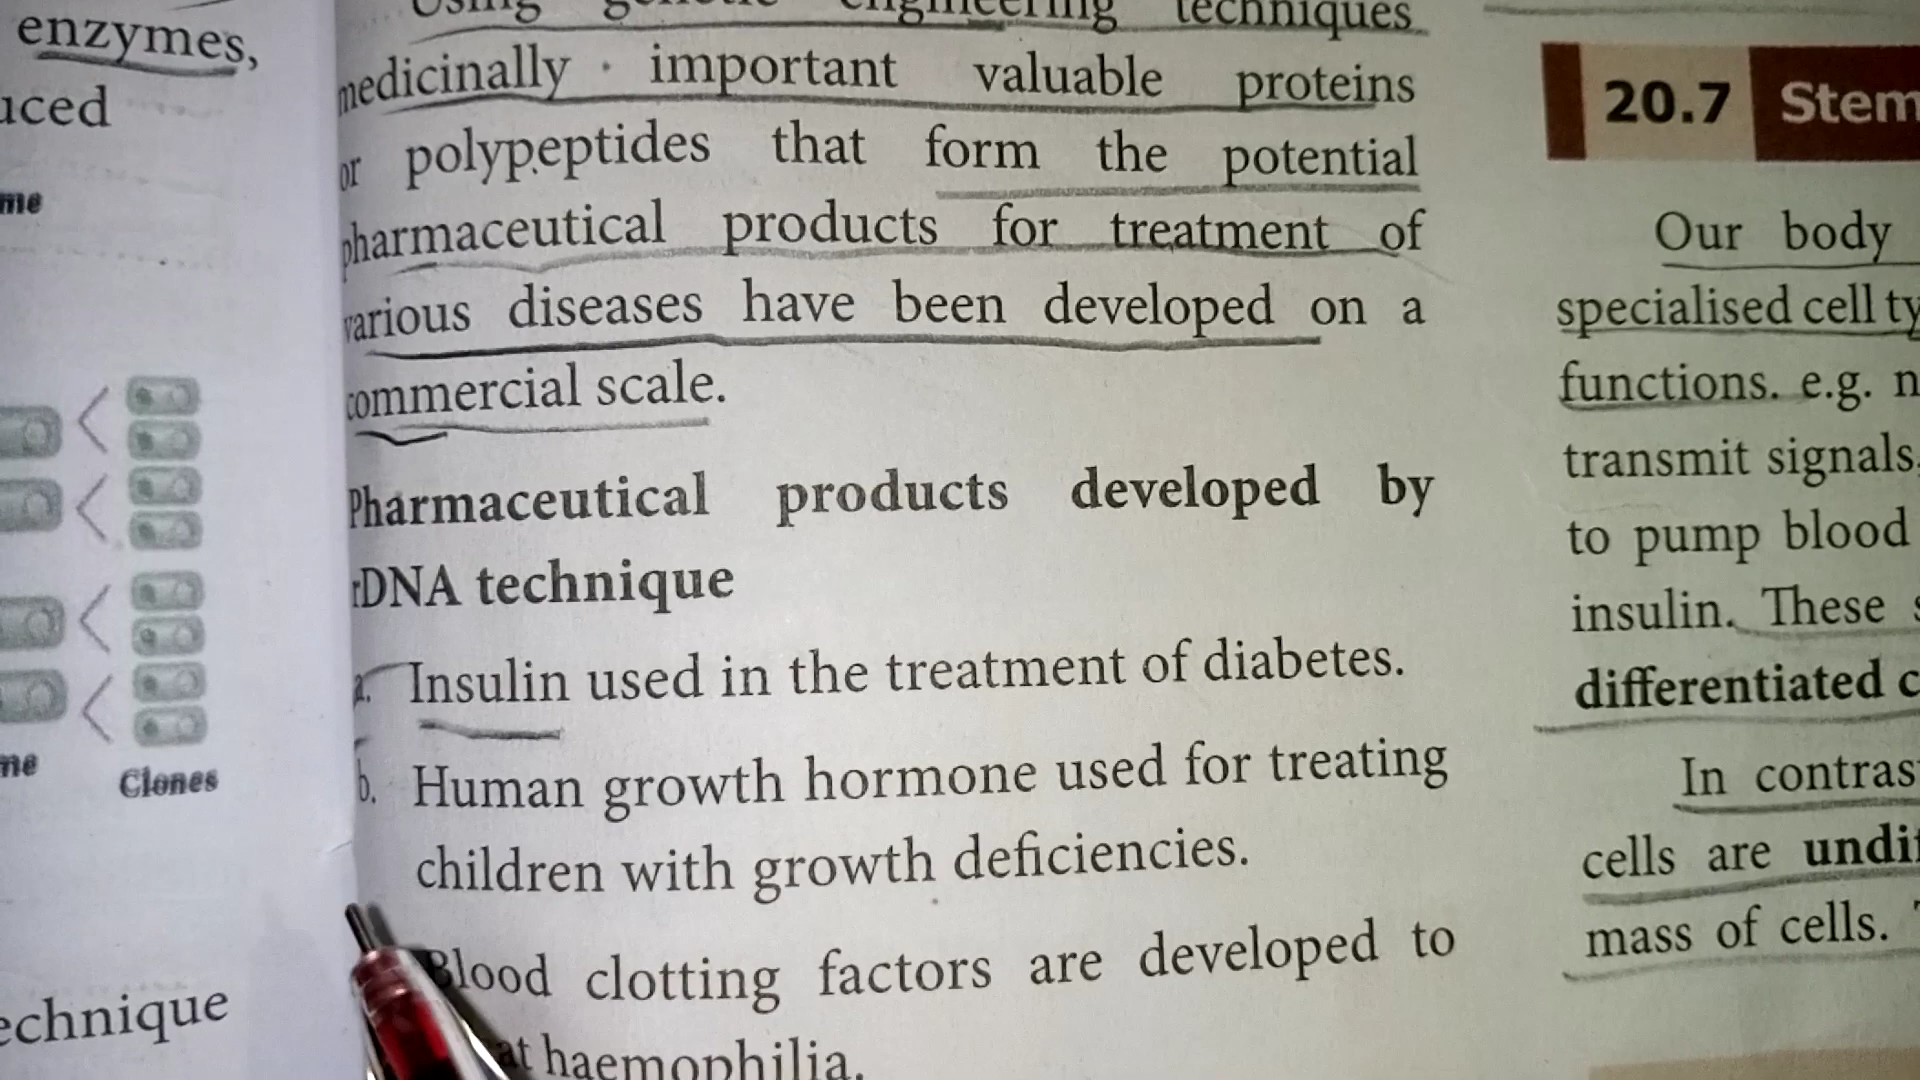 enzymes,
me
Clones
Using genetic engineering techniques
medicinally important valuable proteins
or polypeptides that form the potential
pharmaceutical products for treatment of
various diseases have been developed on a
commercial scale.
Pharmaceutical products developed by
rDNA technique
a. Insulin used in the treatment of diabetes.
b. Human growth hormone used for treating
children with growth deficiencies.
Blood clotting factors are developed to
haemophilia.
20.7 Stem
Our body
specialised cell ty
functions. e.g. n
transmit signals,
to pump blood
insulin. These s
differentiated c
In contras
cells are undif
mass of cells. T